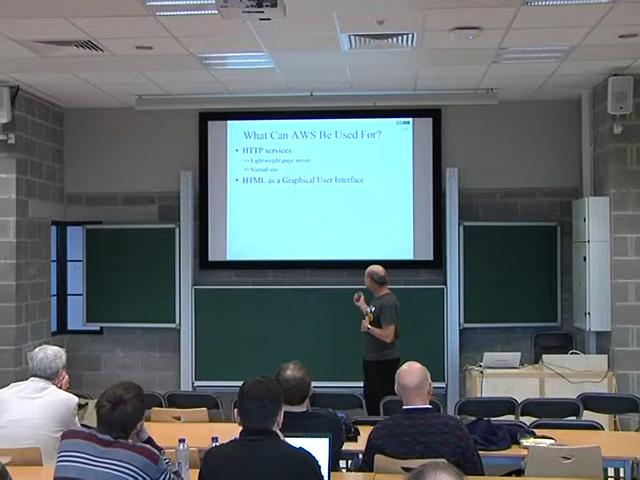 What Can AWS Be Used For?
• HTTP services
Lightweight page server
Virtual site
• HTML as a Graphical User Interface